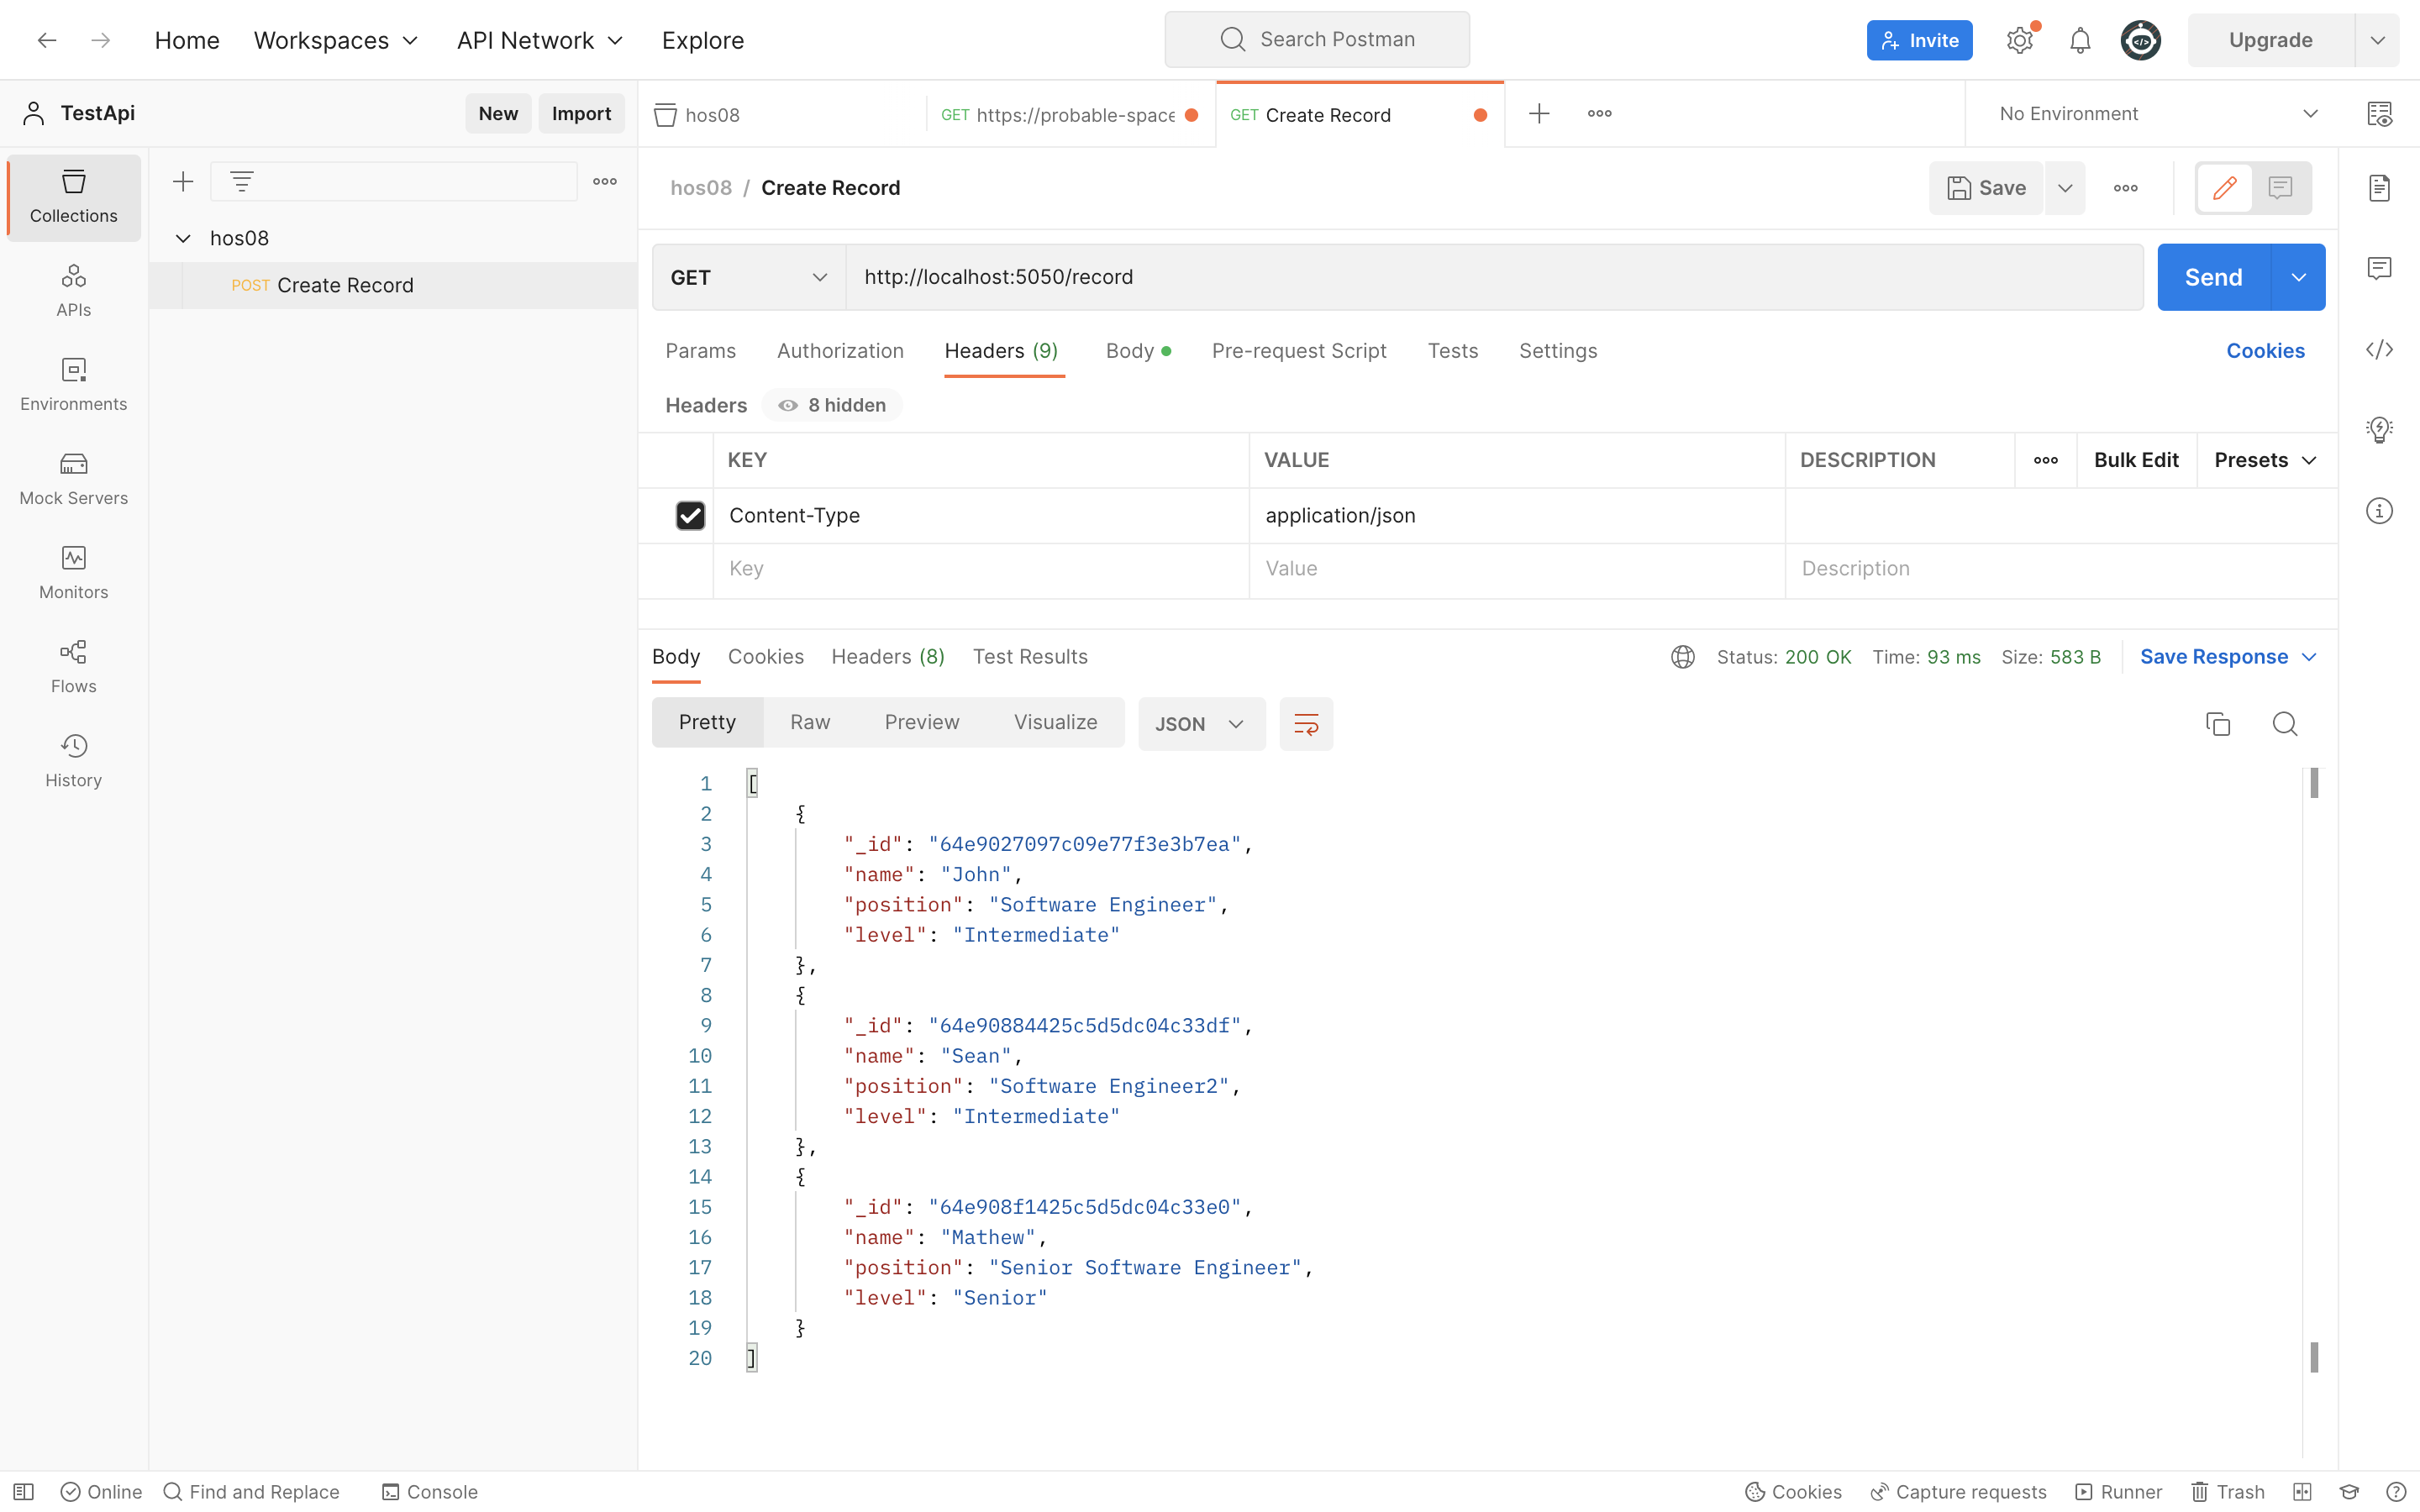 Home Workspaces API Network Explore Search Postman Invite Upgrade
TestApi New Import
hos08 GET https://probable-space GET Create Record No Environment
Collections
APIs
Environments
Mock Servers
Monitors
Flows
History
hos08
POST Create Record
hos08 / Create Record Save
GET http://localhost:5050/record Send
Params Authorization Headers (9) Body Pre-request Script Tests Settings Cookies
Headers 8 hidden
KEY VALUE DESCRIPTION Bulk Edit Presets
Content-Type application/json
Key Value Description
Body Cookies Headers (8) Test Results Status: 200 OK Time: 93 ms Size: 583 B Save Response
Pretty Raw Preview Visualize JSON
1 [
2 {
3 "_id": "64e9027097c09e77f3e3b7ea",
4 "name": "John",
5 "position": "Software Engineer",
6 "level": "Intermediate"
7 },
8 {
9 "_id": "64e90884425c5d5dc04c33df",
10 "name": "Sean",
11 "position": "Software Engineer2",
12 "level": "Intermediate"
13 },
14 {
15 "_id": "64e908f1425c5d5dc04c33e0",
16 "name": "Mathew",
17 "position": "Senior Software Engineer",
18 "level": "Senior"
19 }
20 ]
Online Find and Replace Console Cookies Capture requests Runner Trash